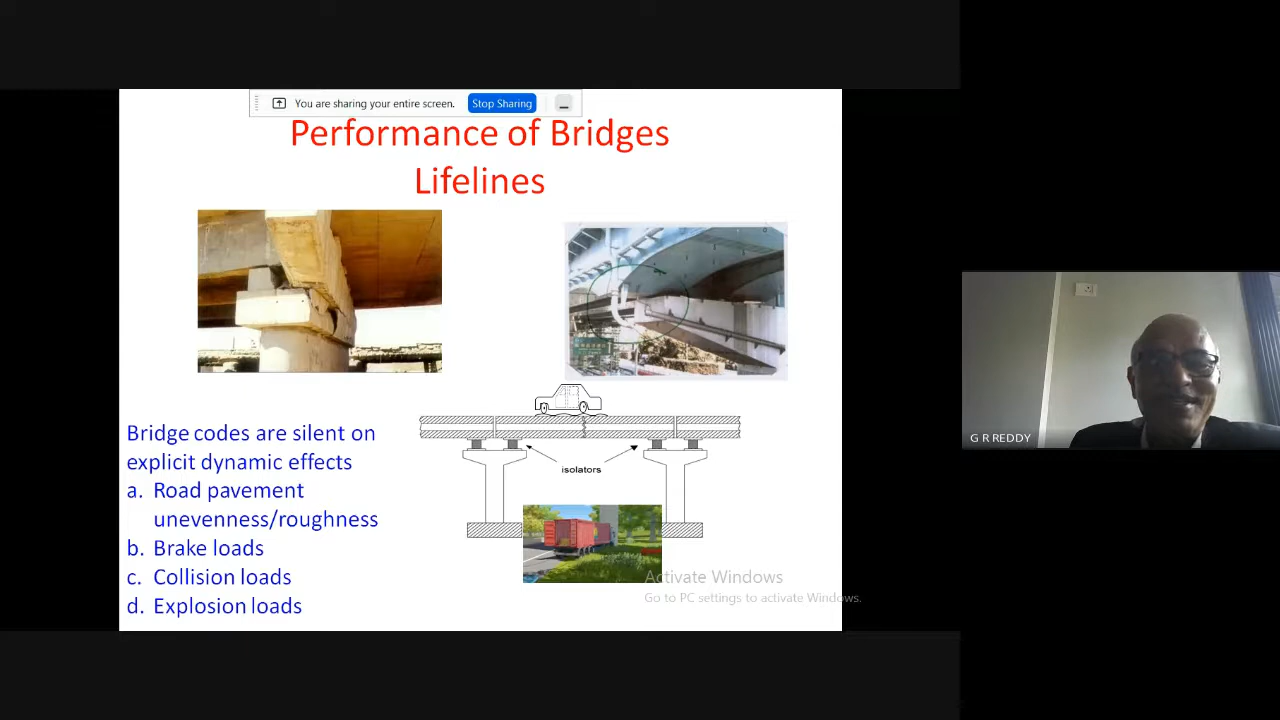 You are sharing your entire screen.
Stop Sharing
Performance of Bridges
Lifelines
Bridge codes are silent on
explicit dynamic effects
a. Road pavement
unevenness/roughness
b. Brake loads
c. Collision loads
d. Explosion loads
isolators
Activate Windows
Go to PC settings to activate Windows.
G R REDDY